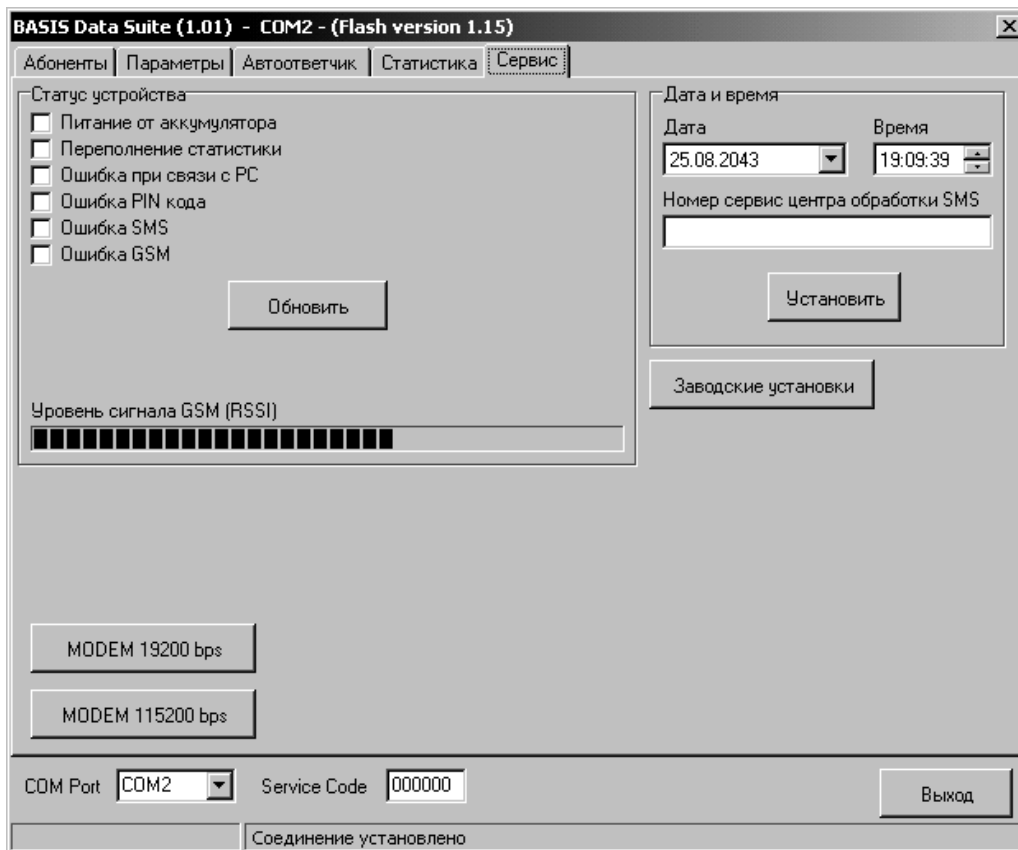 BASIS Data Suite (1.01) - COM2 - (Flash version 1.15)
Абоненты Параметры Автоответчик Статистика Сервис
Статус устройства
Питание от аккумулятора
Переполнение статистики
Ошибка при связи с PC
Ошибка PIN кода
Ошибка SMS
Ошибка GSM
Обновить
Уровень сигнала GSM (RSSI)
Дата и время
Дата Время
25.08.2043 19:09:39
Номер сервис центра обработки SMS
Установить
Заводские установки
MODEM 19200 bps
MODEM 115200 bps
COM Port COM2 Service Code 000000
Выход
Соединение установлено